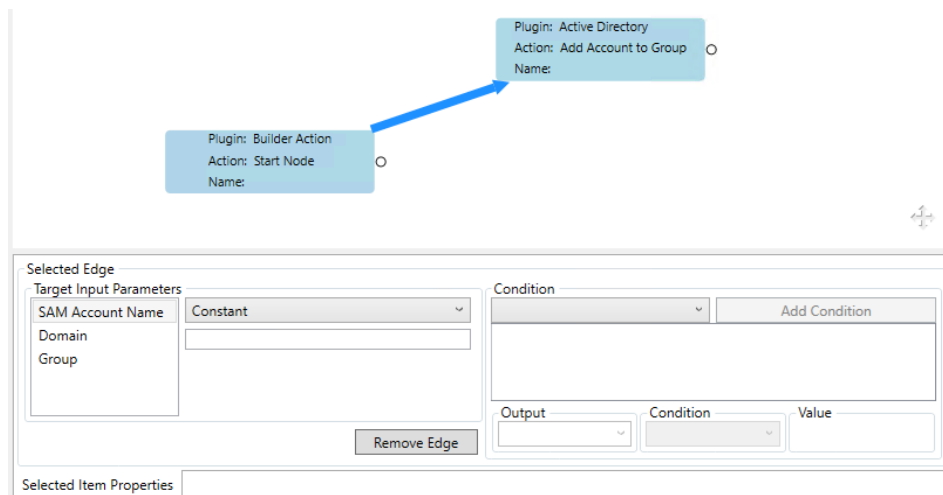 Plugin: Active Directory
Action: Add Account to Group
Name:
Plugin: Builder Action
Action: Start Node
Name:
Selected Edge
Target Input Parameters
SAM Account Name
Domain
Group
Constant
Remove Edge
Condition
Add Condition
Output
Condition
Value
Selected Item Properties